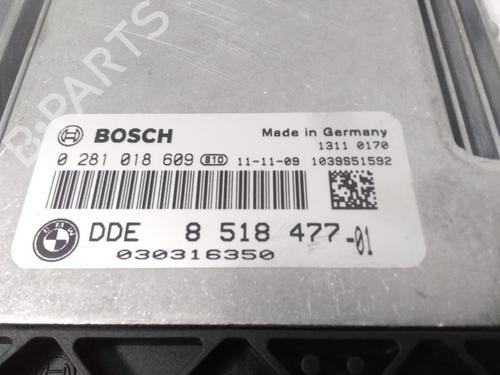 BOSCH
Made in Germany
1311 0170
0 281 018 609 810 11-11-09 1039S51592
BMW
DDE 8 518 477-01
030316350
B-PARTS